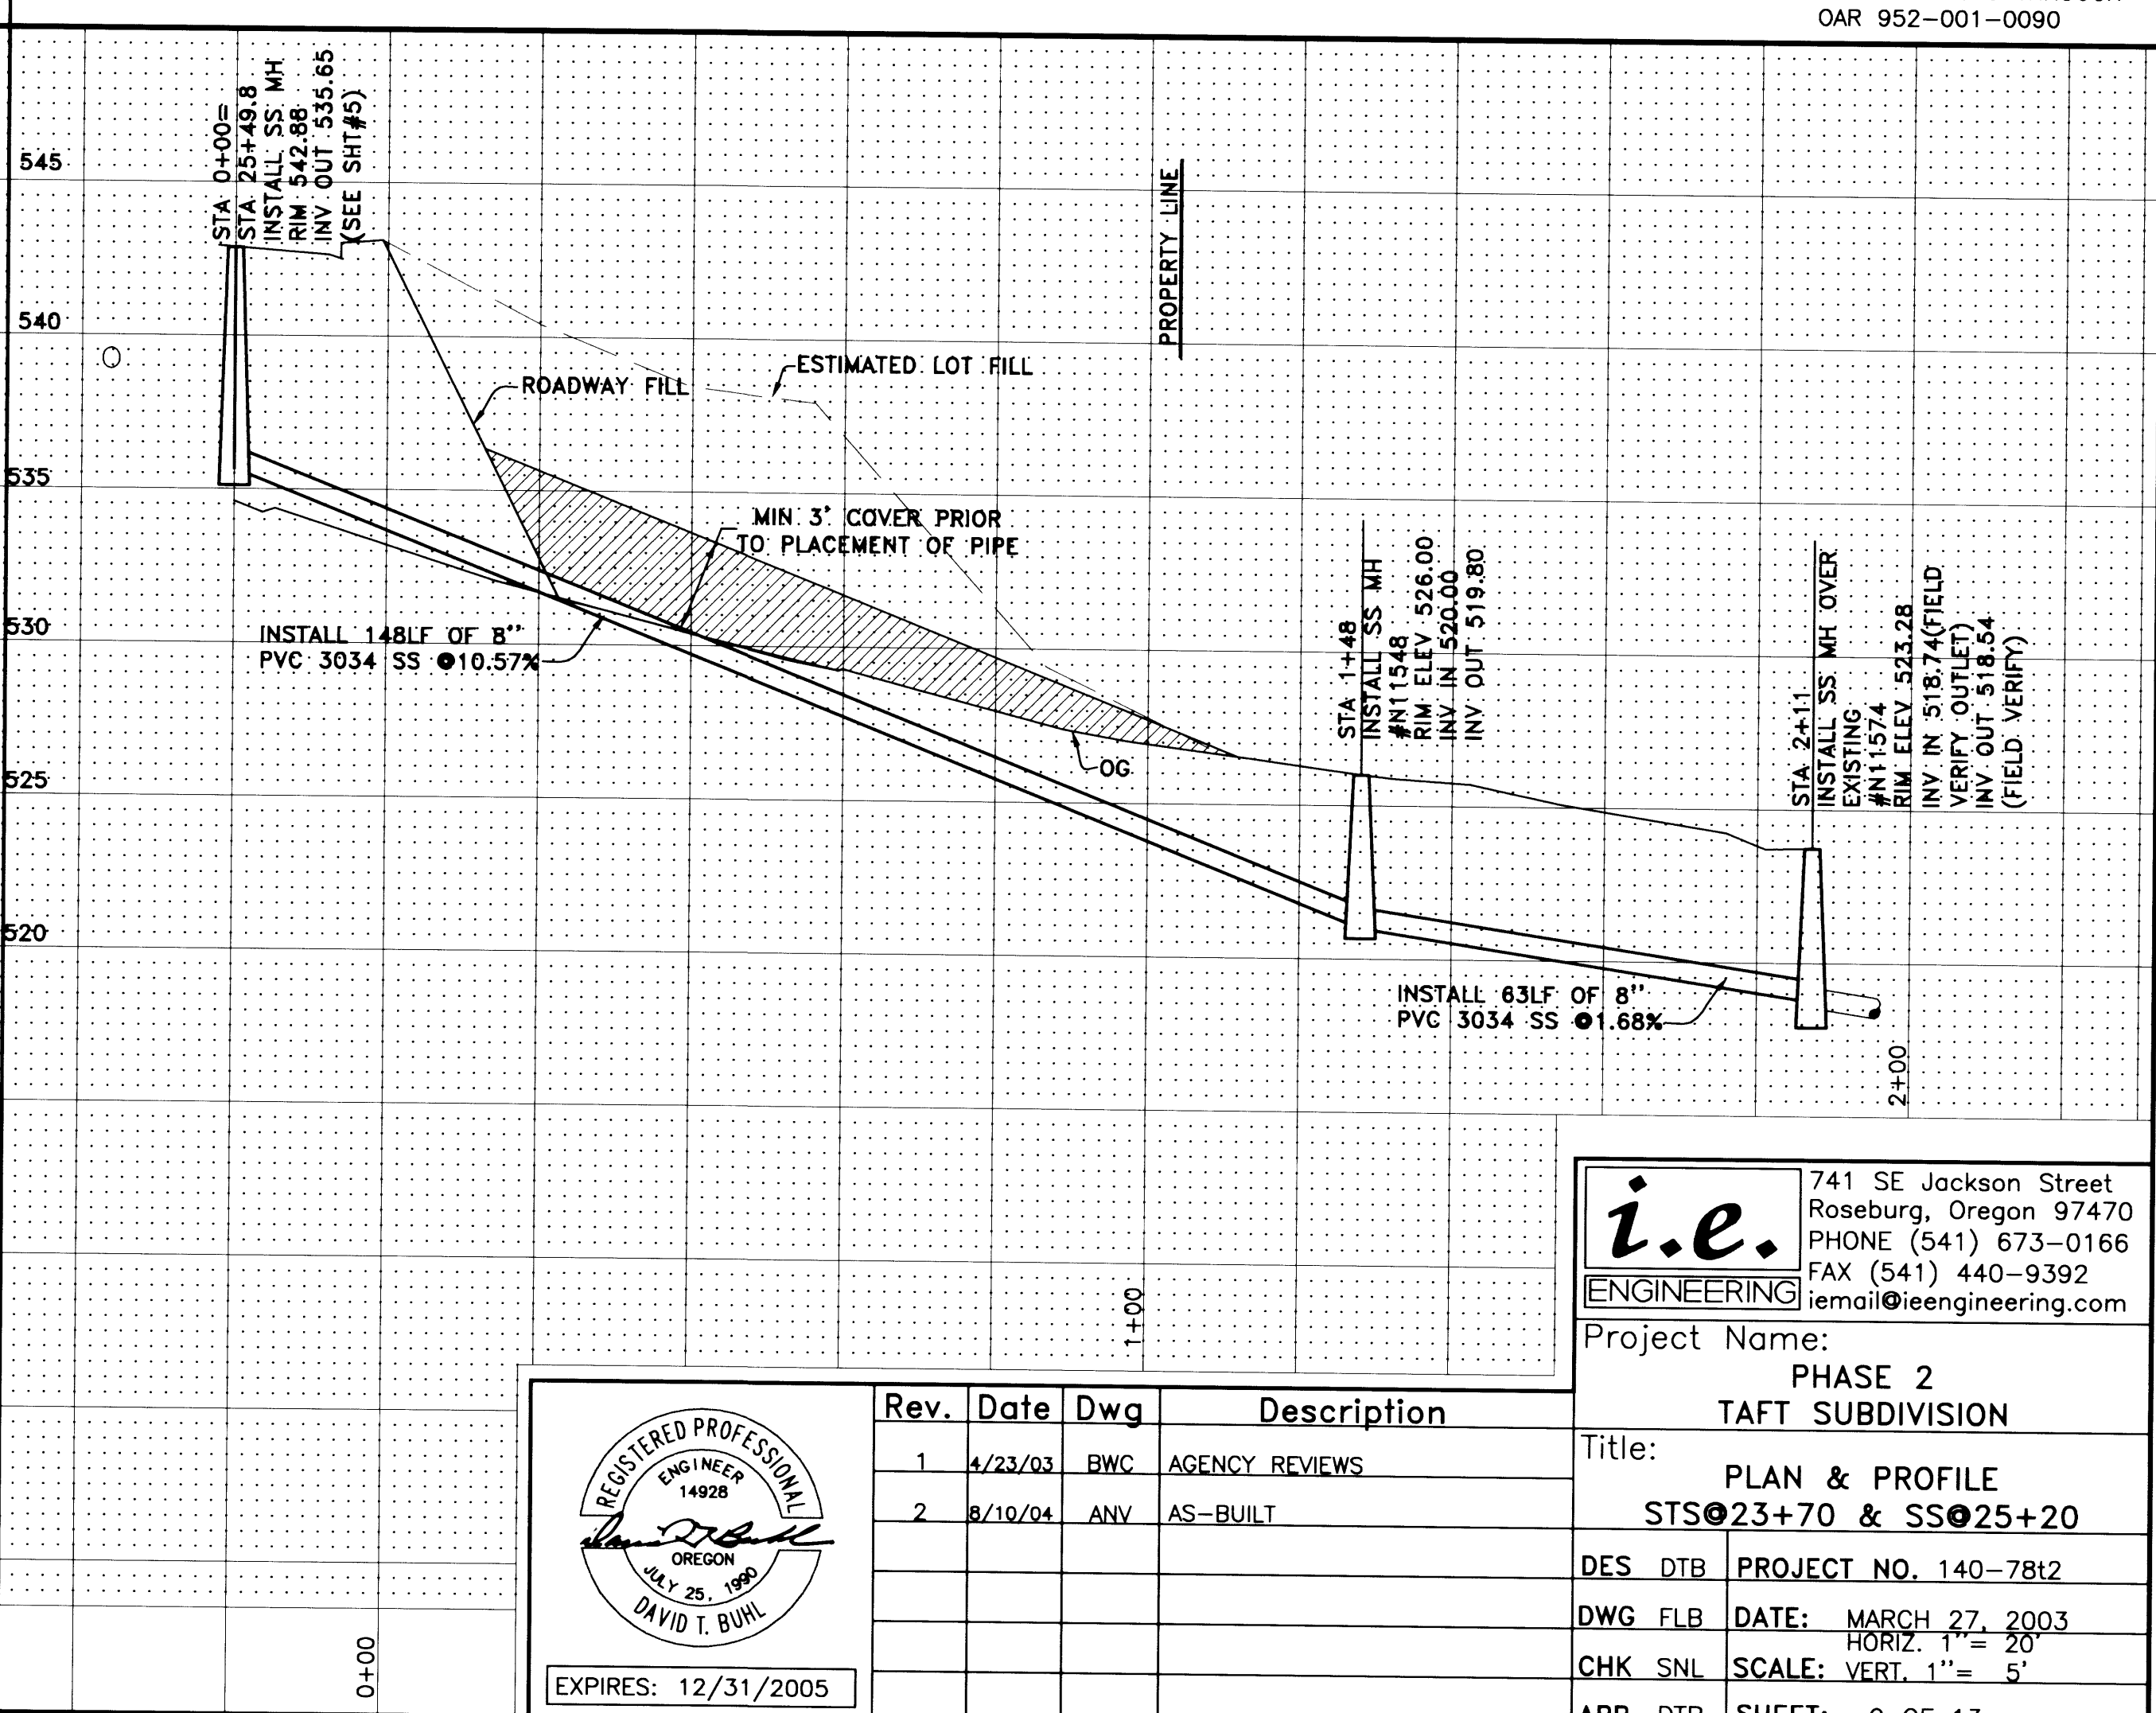 OAR 952-001-0090
STA 0+00=
STA 25+49.8
INSTALL SS MH
RIM 542.88
INV OUT 535.65
(SEE SHT#5)
545
540
535
530
525
520
PROPERTY LINE
ROADWAY FILL
ESTIMATED LOT FILL
MIN 3' COVER PRIOR
TO PLACEMENT OF PIPE
INSTALL 148LF OF 8''
PVC 3034 SS @10.57%
OG
STA 1+48
INSTALL SS MH
#N11548
RIM ELEV 526.00
INV IN 520.00
INV OUT 519.80
STA 2+11
INSTALL SS MH OVER
EXISTING
#N11574
RIM ELEV 523.28
INV IN 518.74(FIELD
VERIFY OUTLET)
INV OUT 518.54
(FIELD VERIFY)
INSTALL 63LF OF 8''
PVC 3034 SS @1.68%
0+00
1+00
2+00
i.e.
ENGINEERING
741 SE Jackson Street
Roseburg, Oregon 97470
PHONE (541) 673-0166
FAX (541) 440-9392
iemail@ieengineering.com
Project Name:
PHASE 2
TAFT SUBDIVISION
Title:
PLAN & PROFILE
STS@23+70 & SS@25+20
DES DTB PROJECT NO. 140-78t2
DWG FLB DATE: MARCH 27, 2003
CHK SNL SCALE: HORIZ. 1''= 20'
VERT. 1''= 5'
REGISTERED PROFESSIONAL
ENGINEER
14928
OREGON
JULY 25, 1990
DAVID T. BUHL
EXPIRES: 12/31/2005
Rev. Date Dwg Description
1 4/23/03 BWC AGENCY REVIEWS
2 8/10/04 ANV AS-BUILT